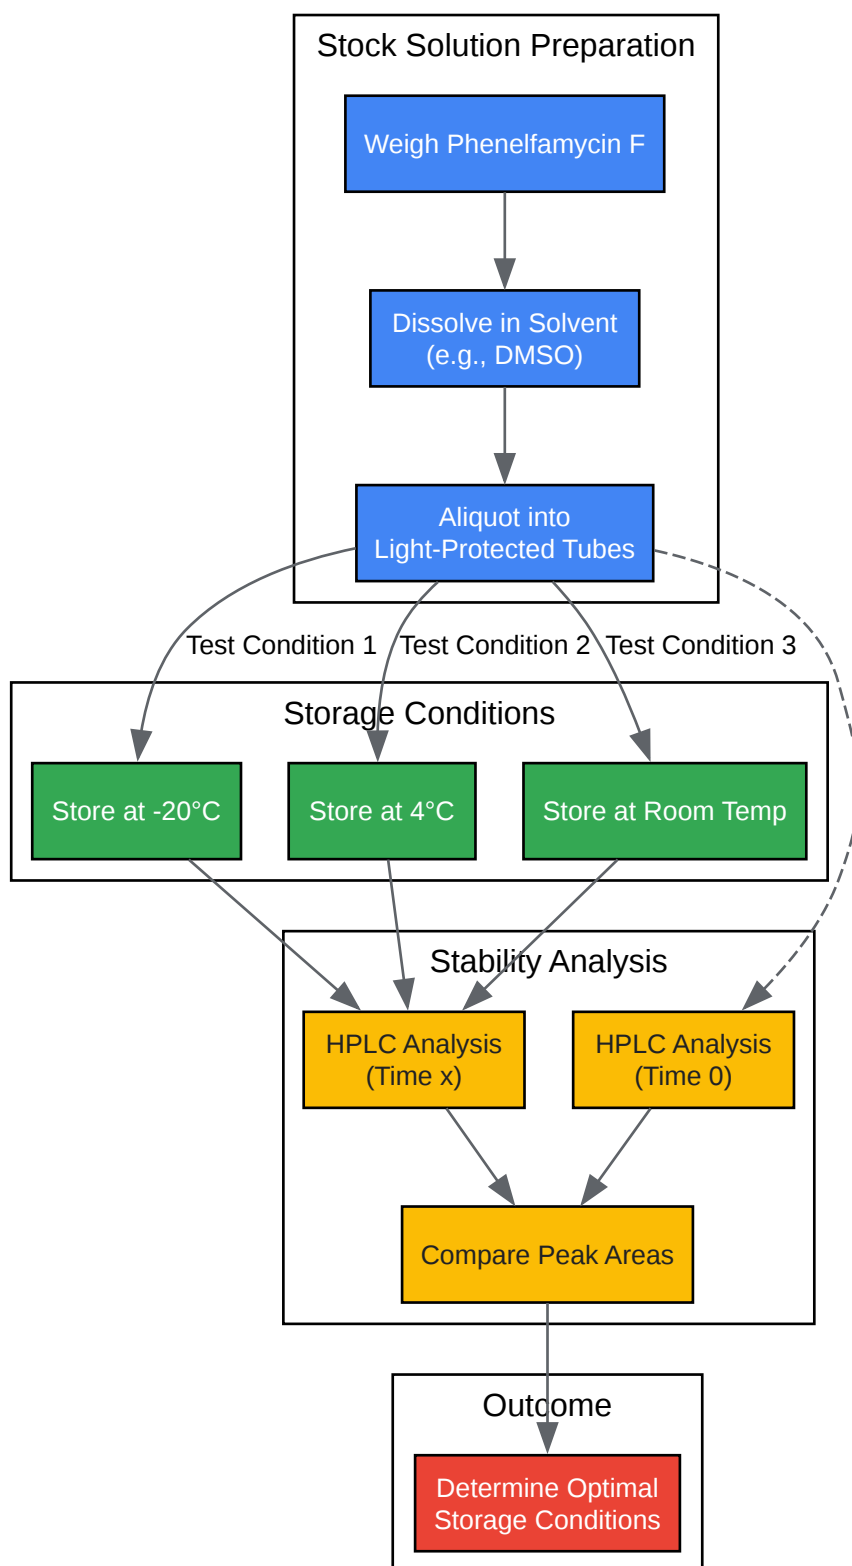 Stock Solution Preparation
Weigh Phenelfamycin F
Dissolve in Solvent
(e.g., DMSO)
Aliquot into
Light-Protected Tubes
Test Condition 1
Test Condition 2
Test Condition 3
Storage Conditions
Store at -20°C
Store at 4°C
Store at Room Temp
Stability Analysis
HPLC Analysis
(Time x)
HPLC Analysis
(Time 0)
Compare Peak Areas
Outcome
Determine Optimal
Storage Conditions